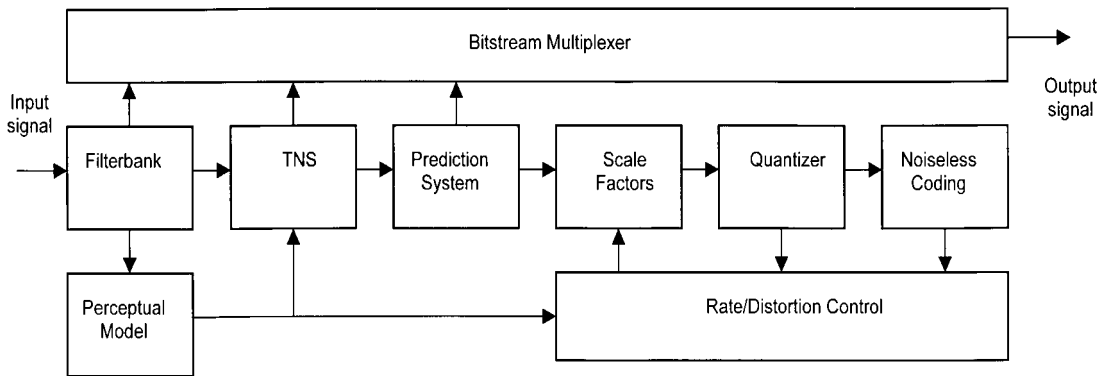 Bitstream Multiplexer
Input
signal
Output
signal
Filterbank
TNS
Prediction
System
Scale
Factors
Quantizer
Noiseless
Coding
Perceptual
Model
Rate/Distortion Control